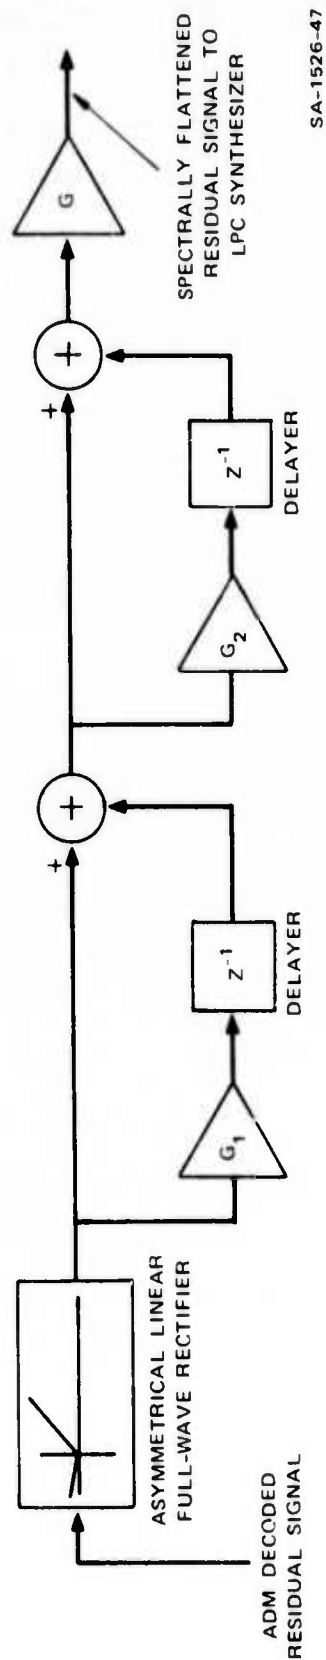 ADM DECODED
RESIDUAL SIGNAL
ASYMMETRICAL LINEAR
FULL-WAVE RECTIFIER
G1
Z-1
DELAYER
+
+
G2
Z-1
DELAYER
+
+
G
SPECTRALLY FLATTENED
RESIDUAL SIGNAL TO
LPC SYNTHESIZER
SA-1526-47